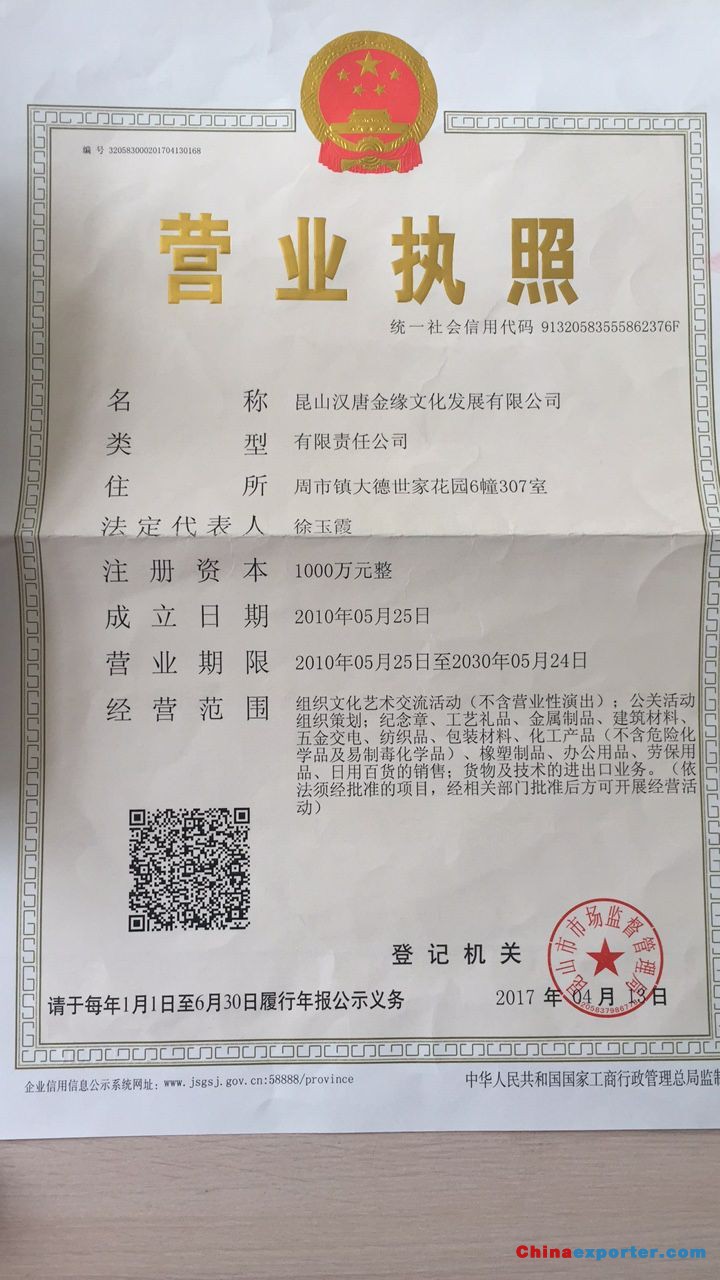 编 号 320583000201704130168
营业执照
统一社会信用代码 91320583555862376F
名称 昆山汉唐金缘文化发展有限公司
类型 有限责任公司
住所 周市镇大德世家花园6幢307室
法定代表人 徐玉霞
注册资本 1000万元整
成立日期 2010年05月25日
营业期限 2010年05月25日至2030年05月24日
经营范围 组织文化艺术交流活动（不含营业性演出）；公关活动
组织策划；纪念章、工艺礼品、金属制品、建筑材料、
五金交电、纺织品、包装材料、化工产品（不含危险化
学品及易制毒化学品）、橡塑制品、办公用品、劳保用
品、日用百货的销售；货物及技术的进出口业务。（依
法须经批准的项目，经相关部门批准后方可开展经营活
动）
登记机关
昆山市市场监督管理局
请于每年1月1日至6月30日履行年报公示义务
2017 年 04 月 13 日
企业信用信息公示系统网址：www.jsgsj.gov.cn:58888/province
中华人民共和国国家工商行政管理总局监制
Chinaexporter.com